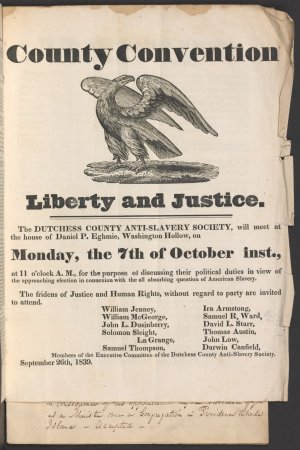 County Convention
Liberty and Justice.
The DUTCHESS COUNTY ANTI-SLAVERY SOCIETY, will meet at
the house of Daniel P. Eghmie, Washington Hollow, on
Monday, the 7th of October inst.,
at 11 o'clock A. M., for the purpose of discussing their political duties in view of
the approaching election in connexion with the all absorbing question of American Slavery.
The fridens of Justice and Human Rights, without regard to party are invited
to attend.
William Jenney,
William McGeorge,
John L. Dusinberry,
Solomon Sleight,
La Grange,
Samuel Thompson,
Ira Armstong,
Samuel R. Ward,
David L. Starr,
Thomas Austin,
John Low,
Darwin Canfield,
Members of the Executive Committee of the Dutchess County Anti-Slavery Society.
September 26th, 1839.
in consequence of his
as a Minister over a Congregation in Providence Rhode
Island - Accepted -